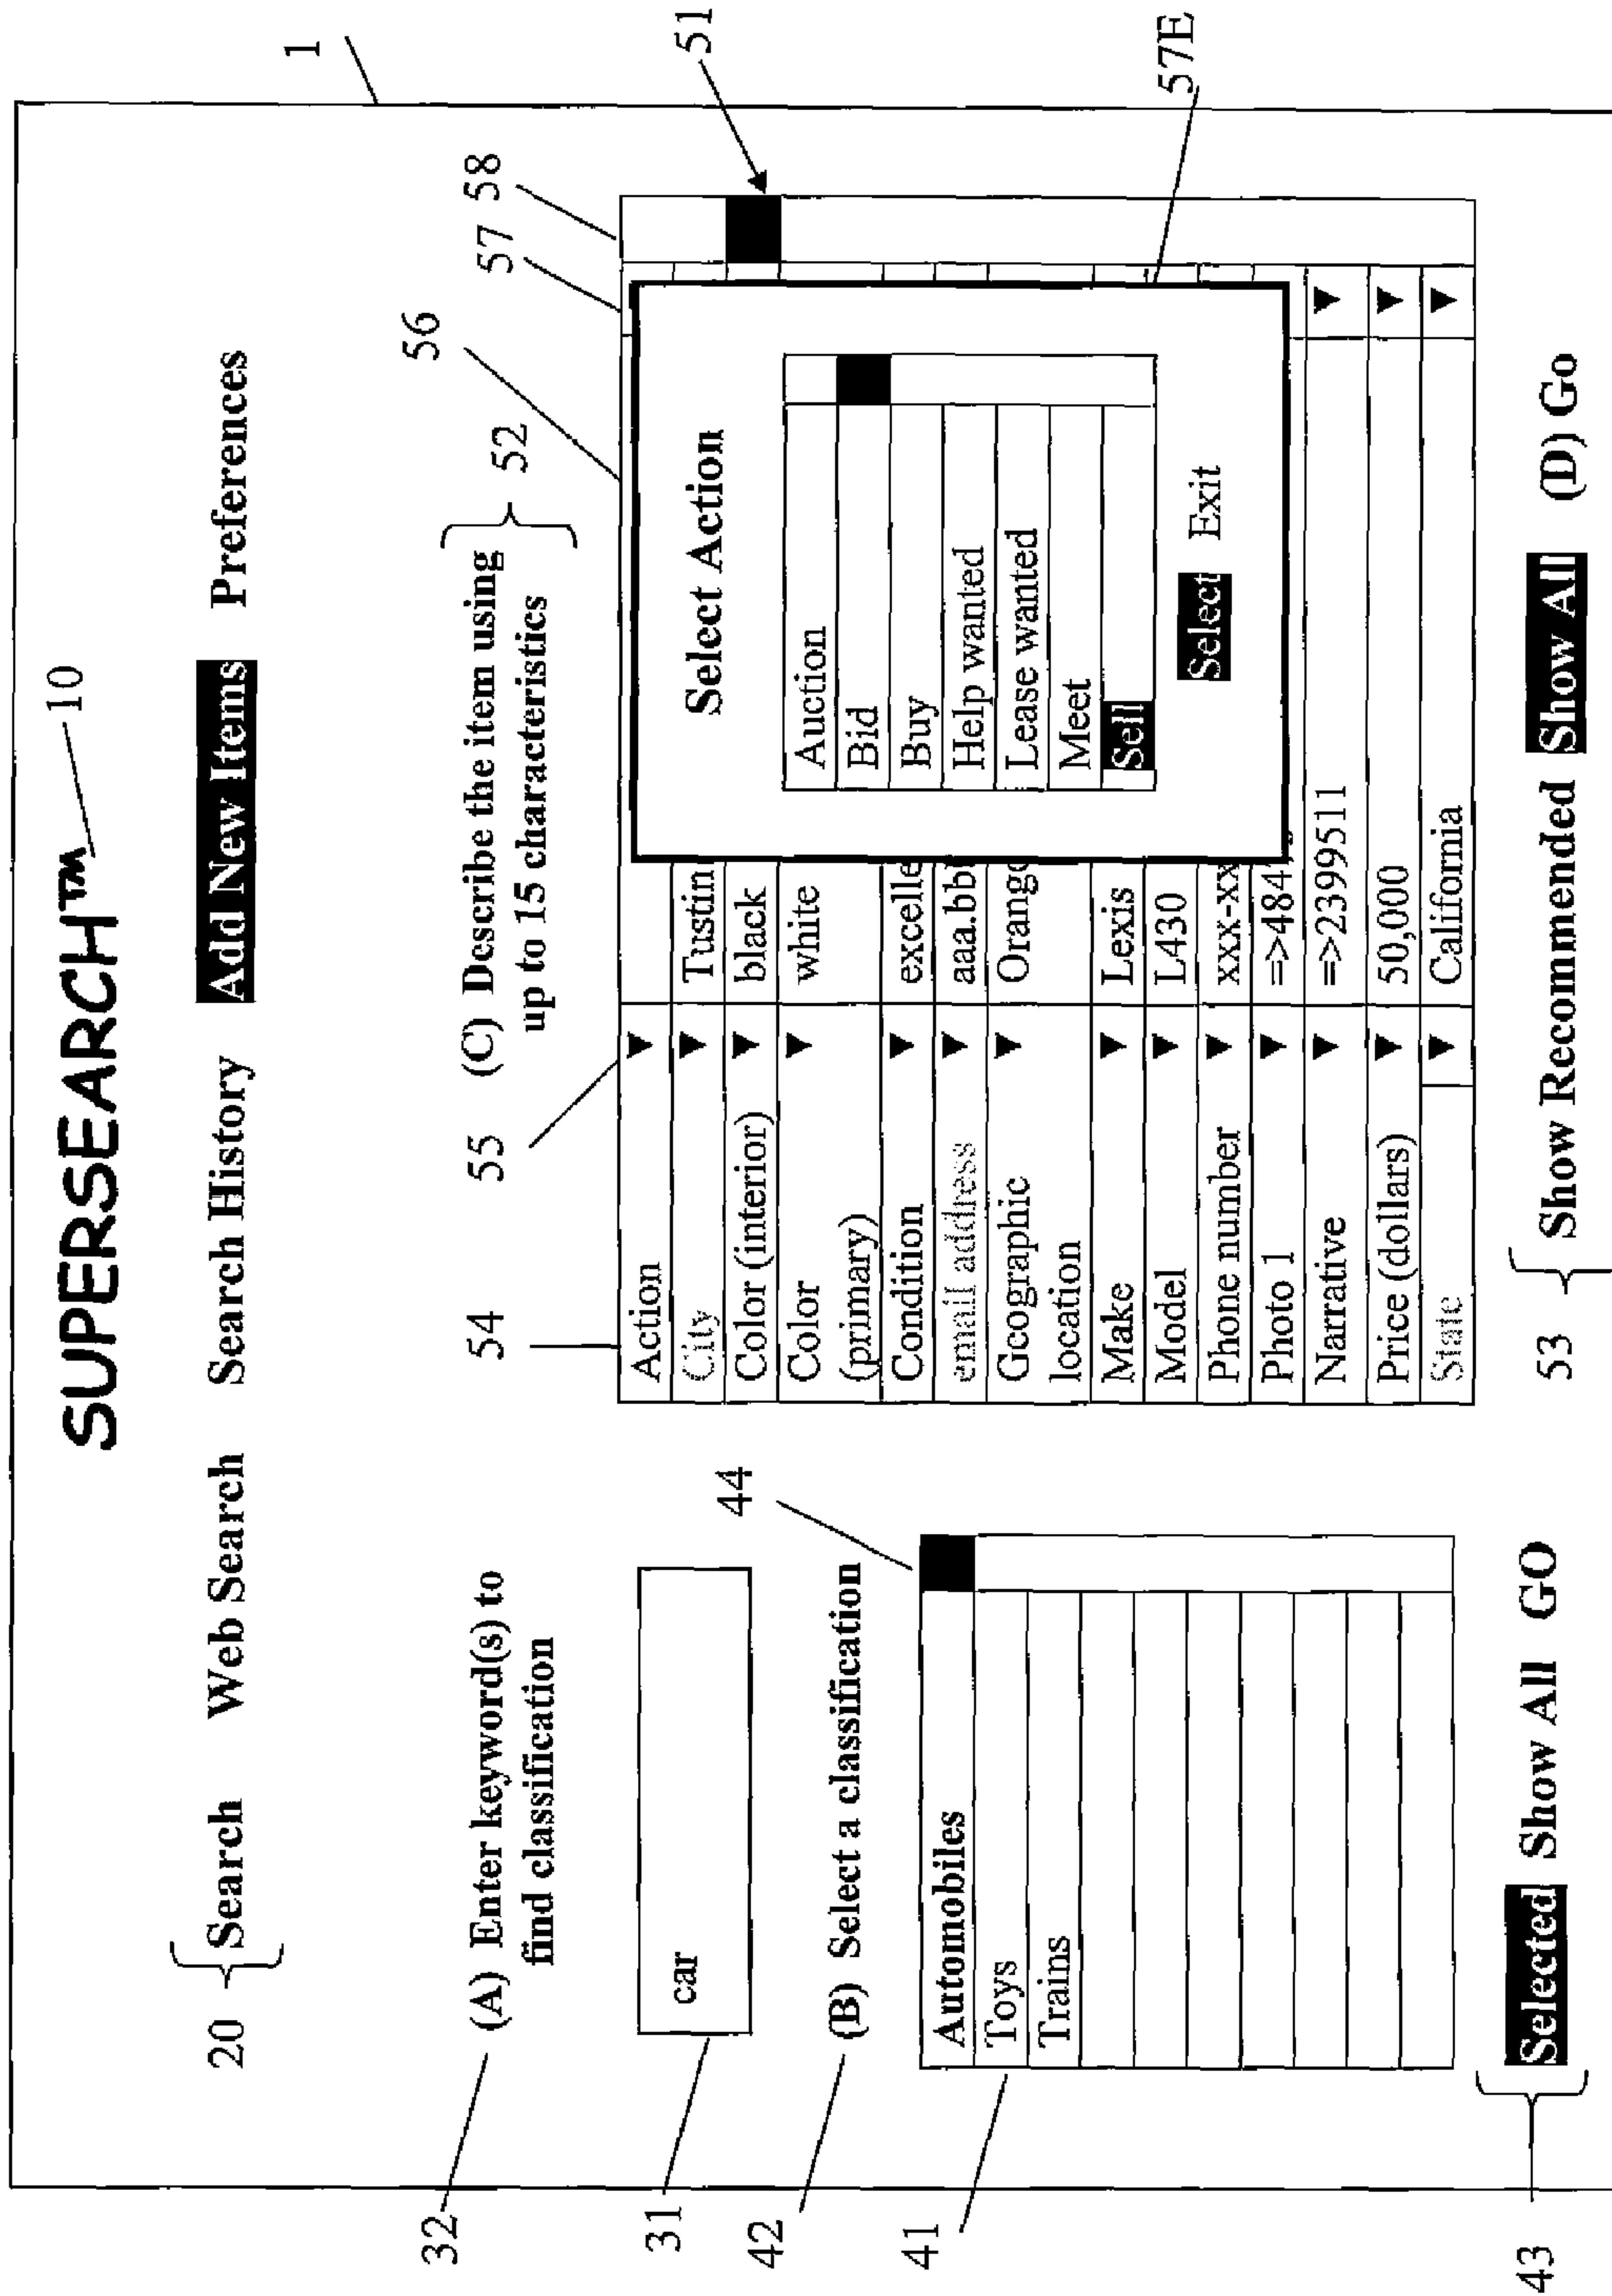 SUPERSEARCH™
10
1
20
Search Web Search Search History Add New Items Preferences
32
(A) Enter keyword(s) to
find classification
31
car
42
(B) Select a classification
44
41
Automobiles
Toys
Trains
43
Selected Show All GO
(C) Describe the item using
up to 15 characteristics
52
54
55
56
57
58
51
57E
Action ▼
City ▼ Tustin
Color (interior) ▼ black
Color ▼ white
(primary)
Condition ▼ excelle
email address ▼ aaa.bbb
Geographic ▼ Orange
location
Make ▼ Lexis
Model ▼ L430
Phone number ▼ xxx-xx
Photo 1 ▼ =>484
Narrative ▼ =>2399511 ▼
Price (dollars) ▼ 50,000 ▼
State ▼ California ▼
Select Action
Auction
Bid
Buy
Help wanted
Lease wanted
Meet
Sell
Select Exit
53
Show Recommended Show All (D) Go